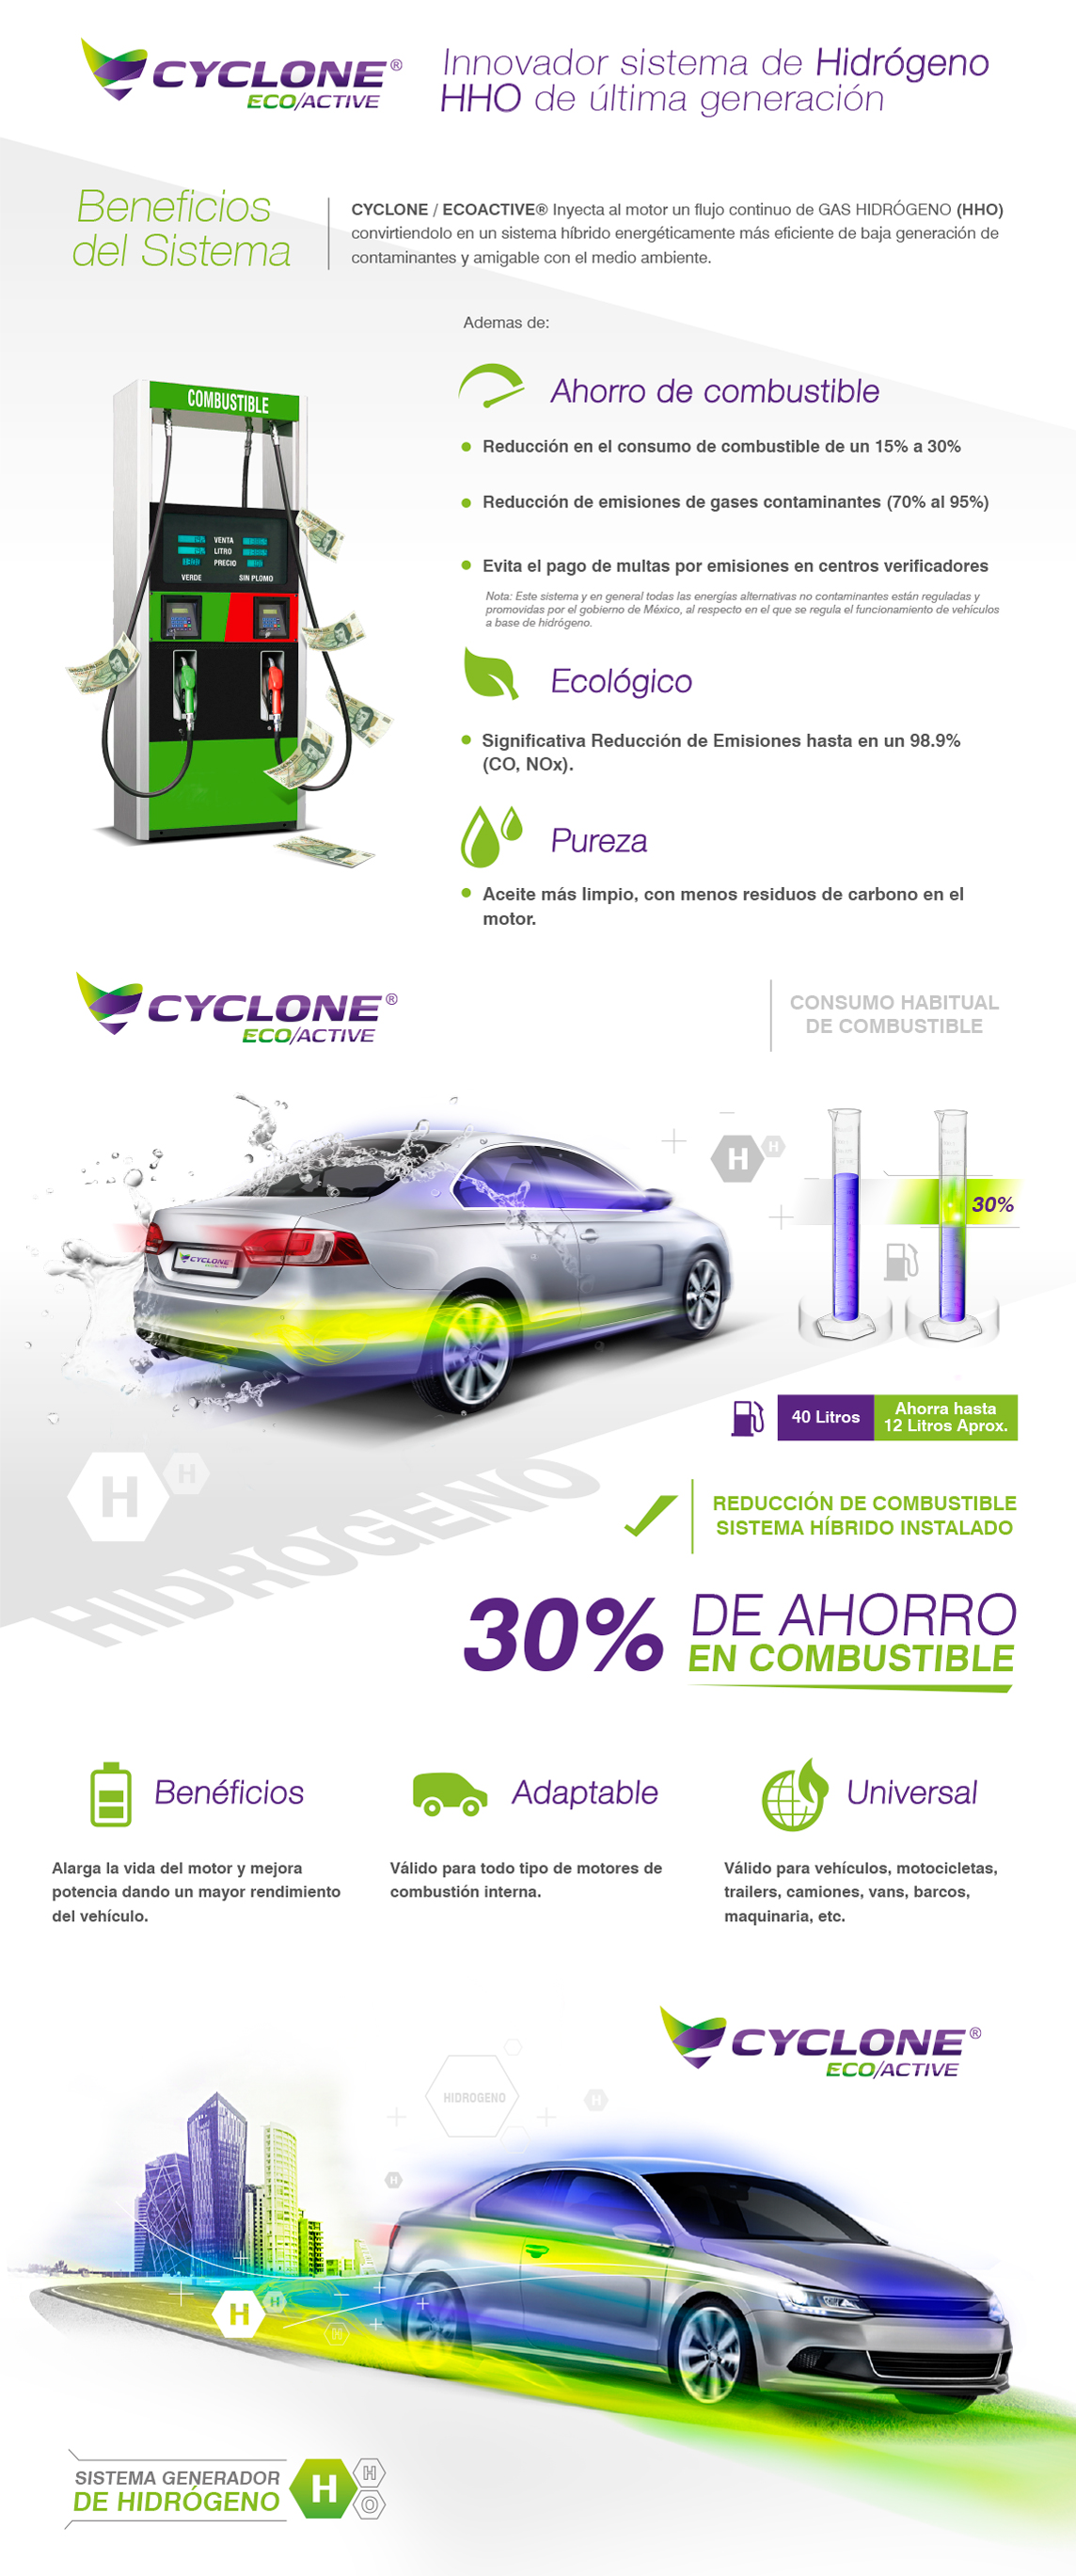 CYCLONE®
ECO/ACTIVE
Innovador sistema de Hidrógeno
HHO de última generación
Beneficios
del Sistema
CYCLONE / ECOACTIVE® Inyecta al motor un flujo continuo de GAS HIDRÓGENO (HHO)
convirtiendolo en un sistema híbrido energéticamente más eficiente de baja generación de
contaminantes y amigable con el medio ambiente.
Ademas de:
COMBUSTIBLE
VENTA
LITRO
PRECIO
VERDE
SIN PLOMO
Ahorro de combustible
Reducción en el consumo de combustible de un 15% a 30%
Reducción de emisiones de gases contaminantes (70% al 95%)
Evita el pago de multas por emisiones en centros verificadores
Nota: Este sistema y en general todas las energías alternativas no contaminantes están reguladas y
promovidas por el gobierno de México, al respecto en el que se regula el funcionamiento de vehículos
a base de hidrógeno.
Ecológico
Significativa Reducción de Emisiones hasta en un 98.9%
(CO, NOx).
Pureza
Aceite más limpio, con menos residuos de carbono en el
motor.
CYCLONE®
ECO/ACTIVE
CONSUMO HABITUAL
DE COMBUSTIBLE
H
H
30%
CYCLONE
40 Litros
Ahorra hasta
12 Litros Aprox.
H
H
HIDROGENO
REDUCCIÓN DE COMBUSTIBLE
SISTEMA HÍBRIDO INSTALADO
30% DE AHORRO
EN COMBUSTIBLE
Benéficios
Alarga la vida del motor y mejora
potencia dando un mayor rendimiento
del vehículo.
Adaptable
Válido para todo tipo de motores de
combustión interna.
Universal
Válido para vehículos, motocicletas,
trailers, camiones, vans, barcos,
maquinaria, etc.
CYCLONE®
ECO/ACTIVE
HIDROGENO
H
H
H
H
H
SISTEMA GENERADOR
DE HIDRÓGENO
H
H
O